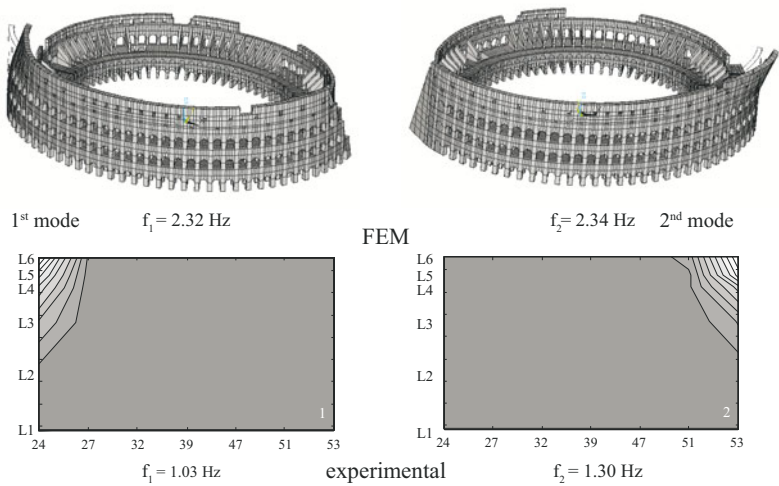 1st mode f1 = 2.32 Hz
f2 = 2.34 Hz 2nd mode
FEM
L6
L5
L4
L3
L2
L1
1
24 27 32 39 47 51 53
L6
L5
L4
L3
L2
L1
2
24 27 32 39 47 51 53
f1 = 1.03 Hz
experimental
f2 = 1.30 Hz